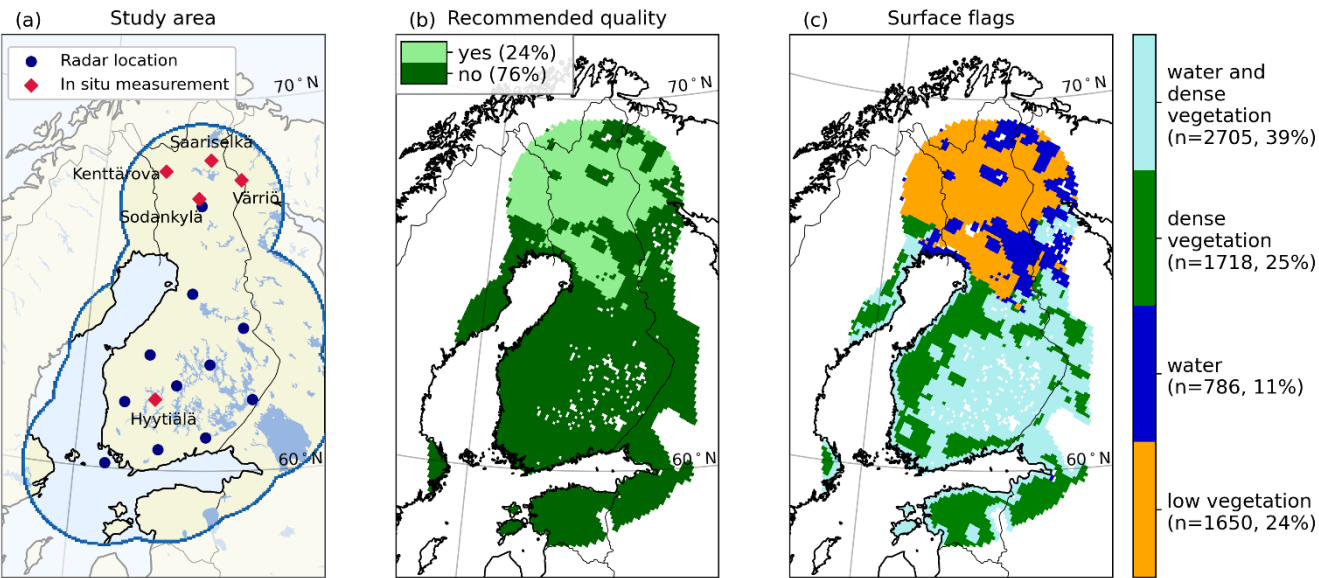 (a) Study area
Radar location
In situ measurement
70°N
Saariselkä
Kenttärova
Värriö
Sodankylä
Hyytiälä
60°N
(b) Recommended quality
yes (24%)
no (76%)
70°N
60°N
(c) Surface flags
70°N
60°N
water and
dense
vegetation
(n=2705, 39%)
dense
vegetation
(n=1718, 25%)
water
(n=786, 11%)
low vegetation
(n=1650, 24%)